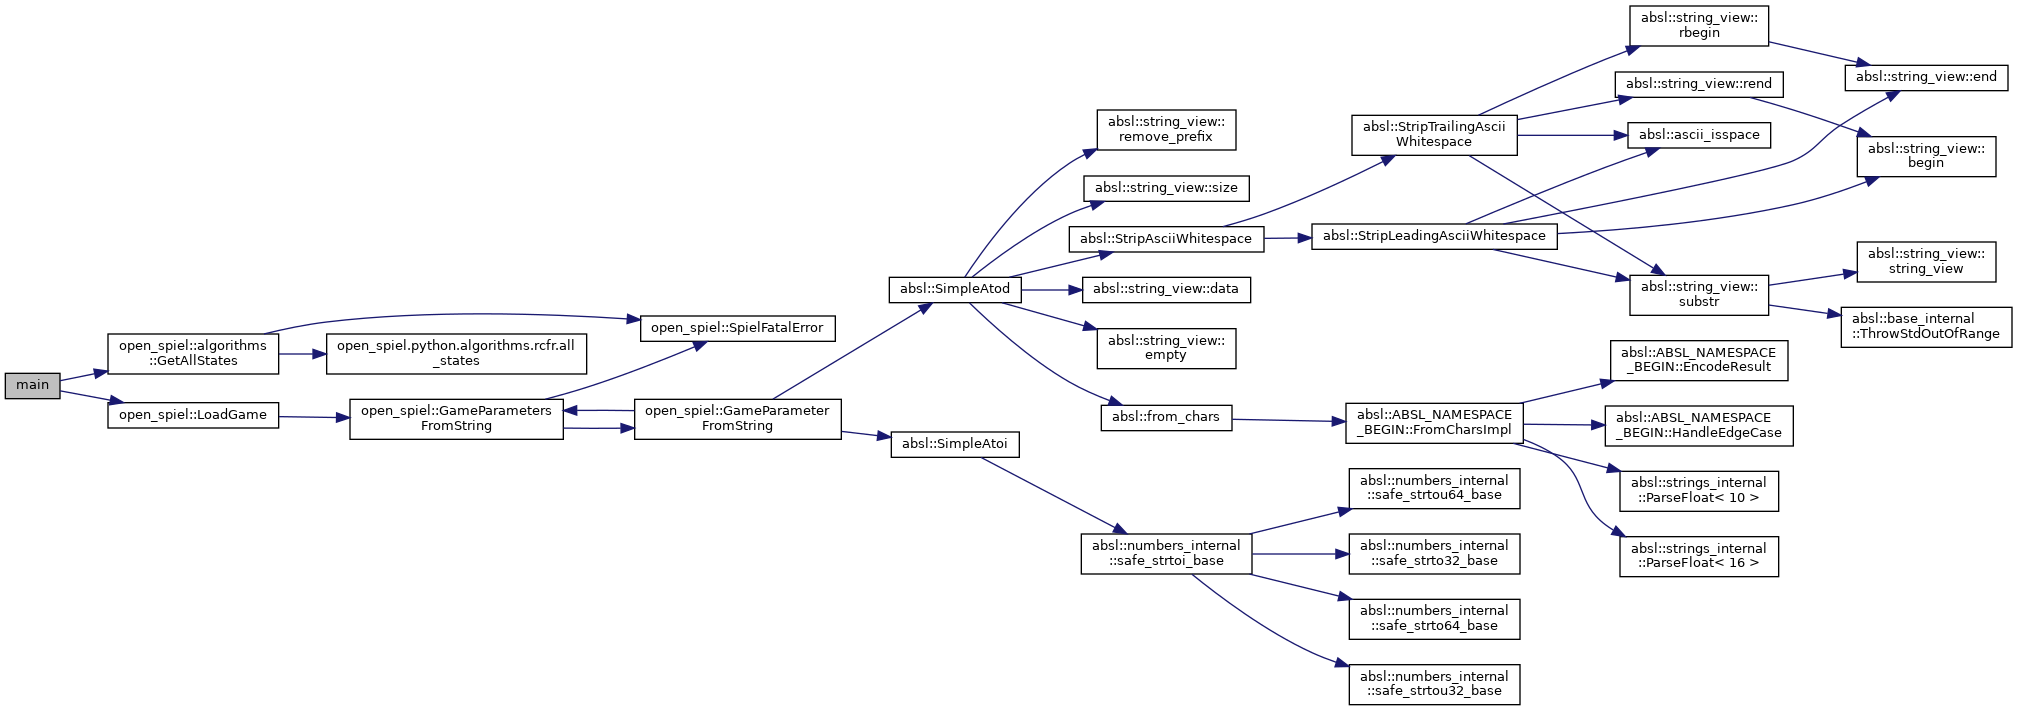 main
open_spiel::algorithms
::GetAllStates
open_spiel::LoadGame
open_spiel.python.algorithms.rcfr.all
_states
open_spiel::GameParameters
FromString
open_spiel::SpielFatalError
open_spiel::GameParameter
FromString
absl::SimpleAtod
absl::SimpleAtoi
absl::string_view::
remove_prefix
absl::string_view::size
absl::StripAsciiWhitespace
absl::string_view::data
absl::string_view::
empty
absl::from_chars
absl::numbers_internal
::safe_strtoi_base
absl::StripTrailingAscii
Whitespace
absl::StripLeadingAsciiWhitespace
absl::ABSL_NAMESPACE
_BEGIN::FromCharsImpl
absl::numbers_internal
::safe_strtou64_base
absl::numbers_internal
::safe_strto32_base
absl::numbers_internal
::safe_strto64_base
absl::numbers_internal
::safe_strtou32_base
absl::string_view::
rbegin
absl::string_view::rend
absl::ascii_isspace
absl::string_view::
substr
absl::ABSL_NAMESPACE
_BEGIN::EncodeResult
absl::ABSL_NAMESPACE
_BEGIN::HandleEdgeCase
absl::strings_internal
::ParseFloat< 10 >
absl::strings_internal
::ParseFloat< 16 >
absl::string_view::end
absl::string_view::
begin
absl::string_view::
string_view
absl::base_internal
::ThrowStdOutOfRange